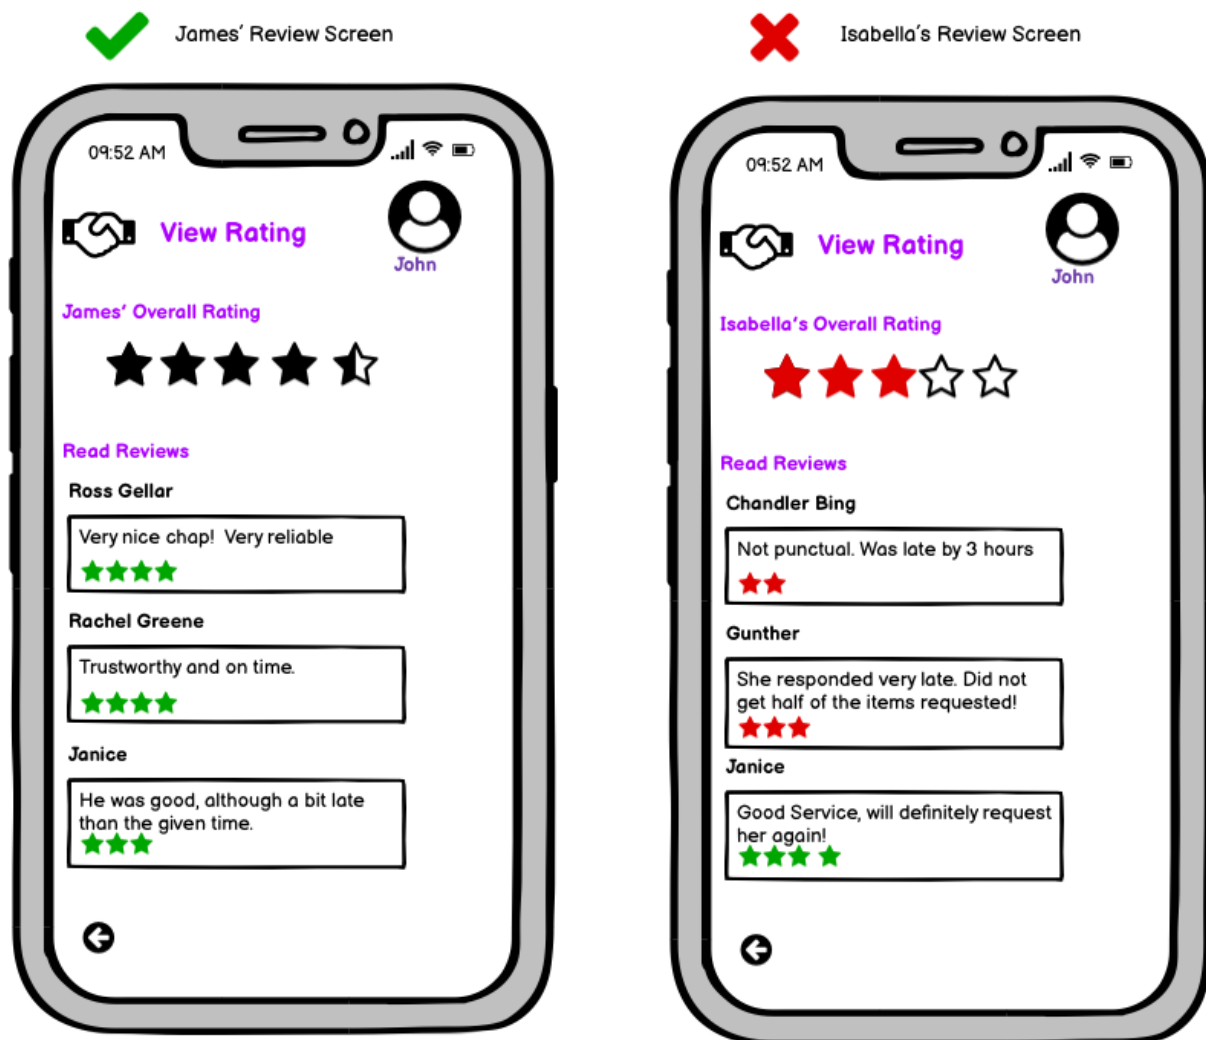 James' Review Screen
09:52 AM
View Rating
John
James' Overall Rating
Read Reviews
Ross Gellar
Very nice chap! Very reliable
Rachel Greene
Trustworthy and on time.
Janice
He was good, although a bit late
than the given time.
Isabella's Review Screen
09:52 AM
View Rating
John
Isabella's Overall Rating
Read Reviews
Chandler Bing
Not punctual. Was late by 3 hours
Gunther
She responded very late. Did not
get half of the items requested!
Janice
Good Service, will definitely request
her again!